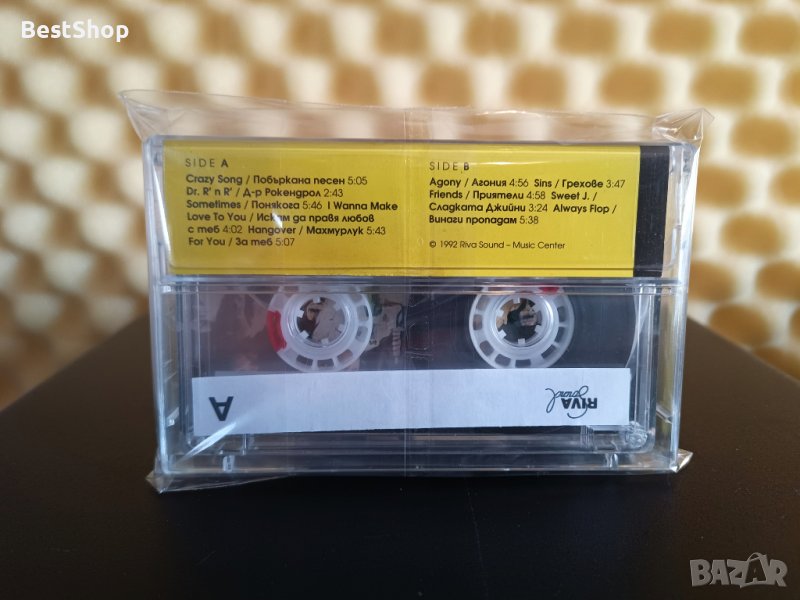 BestShop
SIDE A
Crazy Song / Побъркана песен 5:05
Dr. R' n R' / Д-р Рокендрол 2:43
Sometimes / Понякога 5:46 I Wanna Make
Love To You / Искам да правя любов
с теб 4:02 Hangover / Махмурлук 5:43
For You / За теб 5:07
SIDE B
Agony / Агония 4:56 Sins / Грехове 3:47
Friends / Приятели 4:58 Sweet J. /
Сладката Джийни 3:24 Always Flop /
Винаги пропадам 5:38
© 1992 Riva Sound – Music Center
A
RIVA
Sound
BAZAR